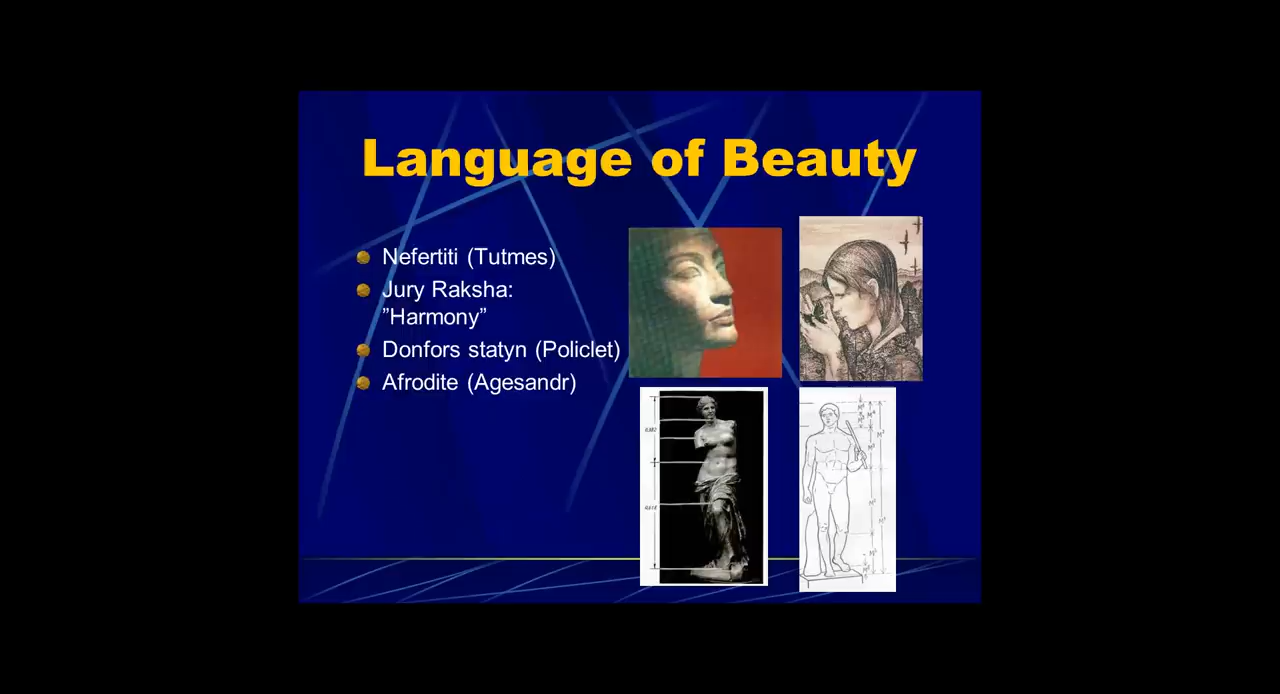 Language of Beauty
Nefertiti (Tutmes)
Jury Raksha:
”Harmony”
Donfors statyn (Policlet)
Afrodite (Agesandr)